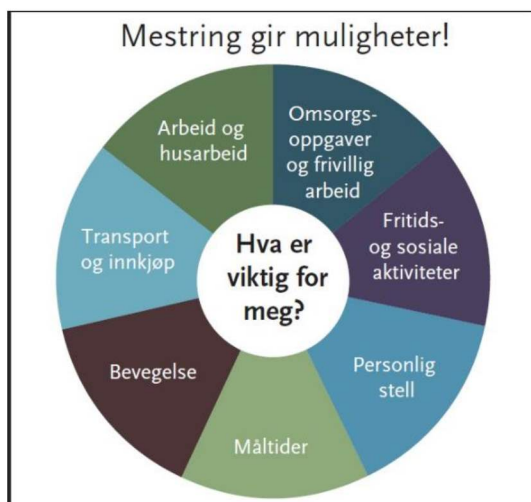 Mestring gir muligheter!
Omsorgs-
oppgaver
og frivillig
arbeid
Fritids-
og sosiale
aktiviteter
Personlig
stell
Måltider
Bevegelse
Transport
og innkjøp
Arbeid og
husarbeid
Hva er
viktig for
meg?